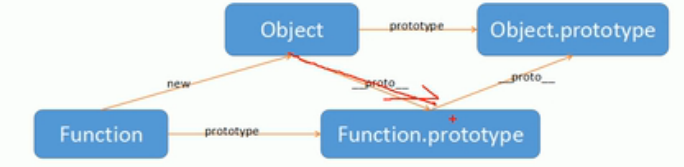 Object
prototype
Object.prototype
new
__proto__
__proto__
Function
prototype
Function.prototype